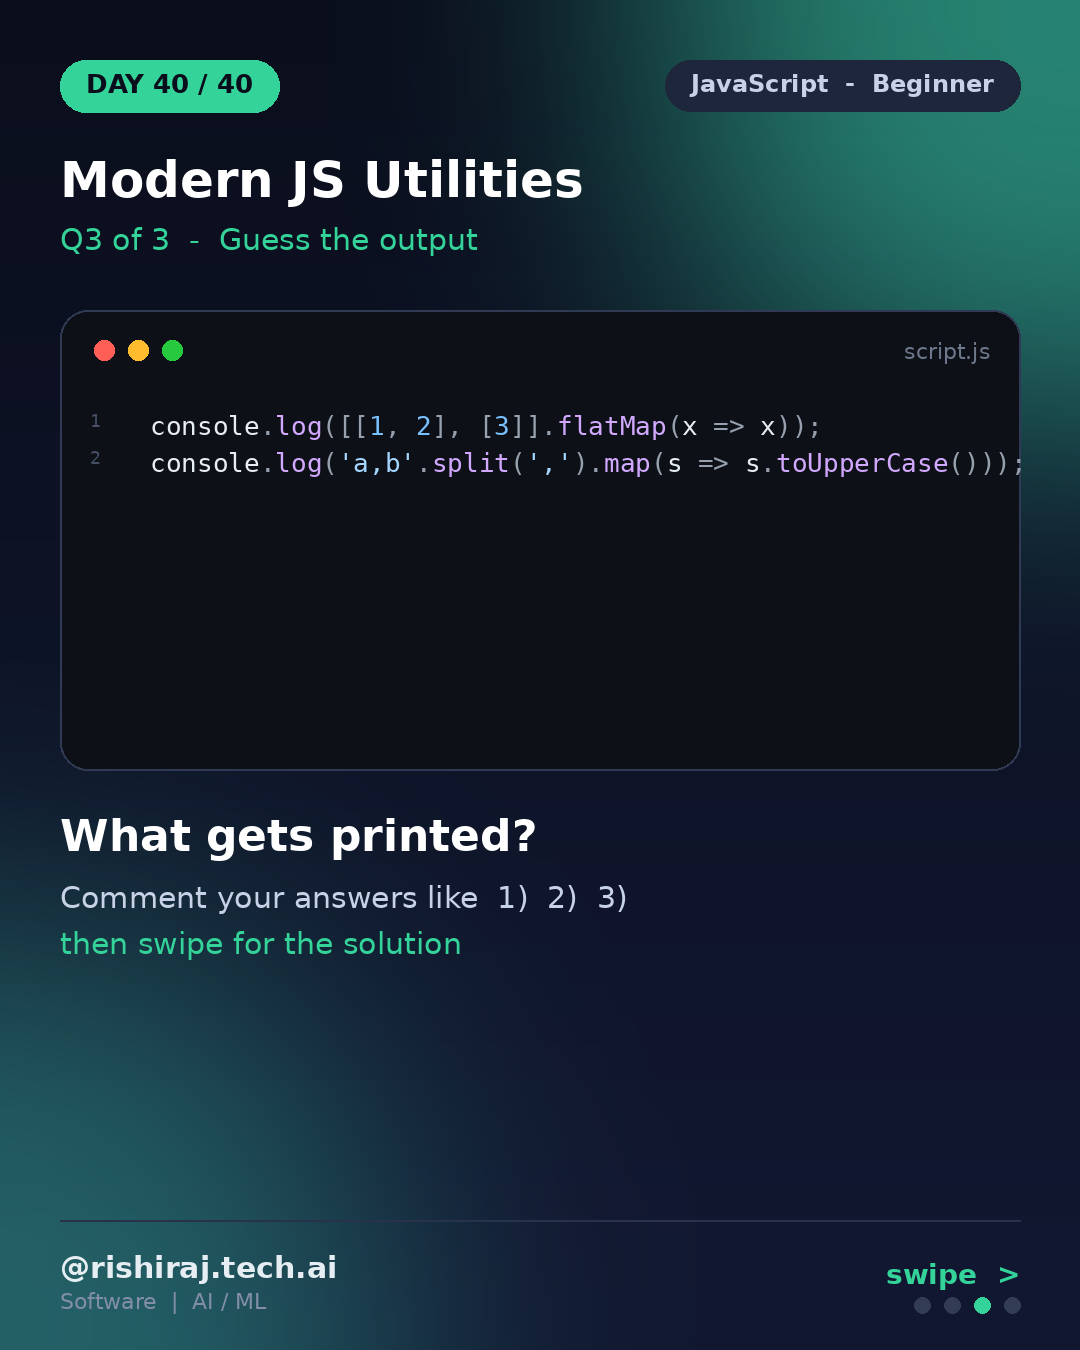 DAY 40 / 40
JavaScript - Beginner
Modern JS Utilities
Q3 of 3 - Guess the output
script.js
1 console.log([[1, 2], [3]].flatMap(x => x));
2 console.log('a,b'.split(',').map(s => s.toUpperCase()));
What gets printed?
Comment your answers like 1) 2) 3)
then swipe for the solution
@rishiraj.tech.ai
Software | AI / ML
swipe >